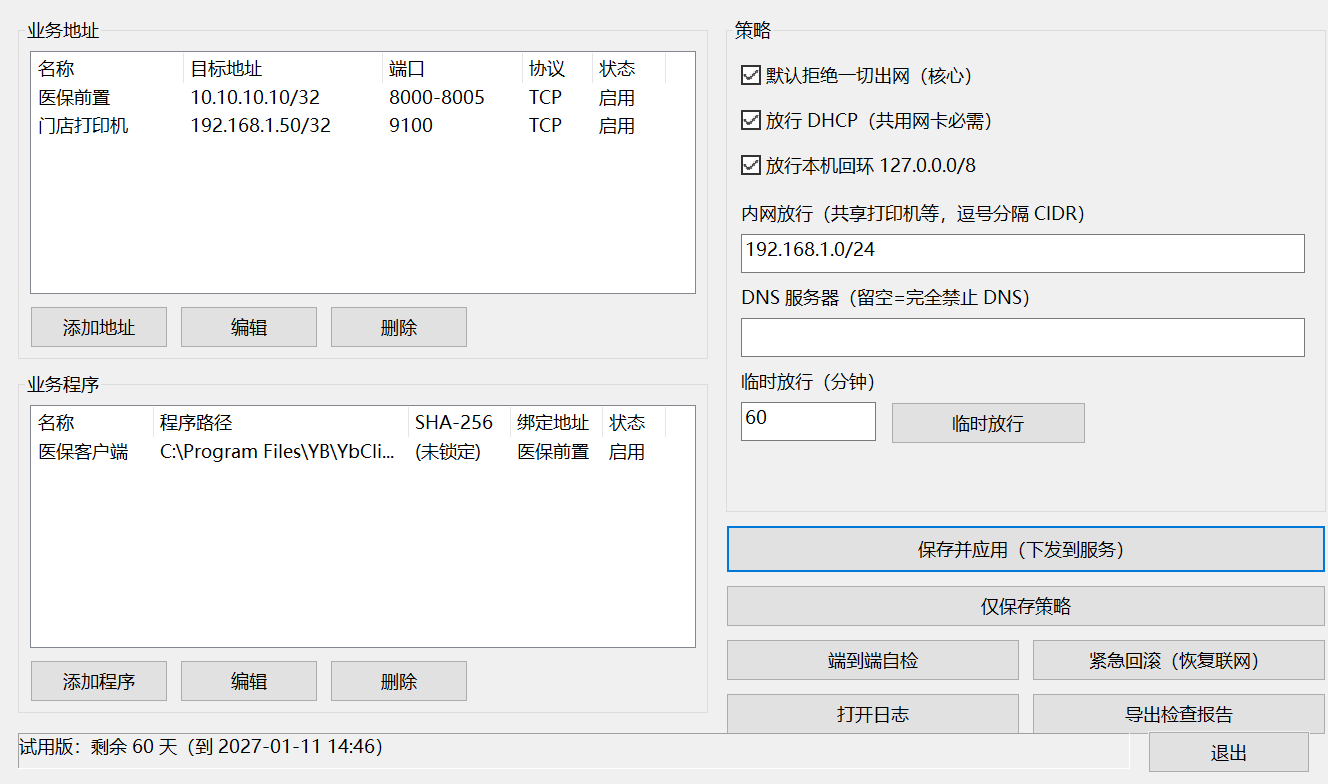 业务地址
名称 目标地址 端口 协议 状态
医保前置 10.10.10.10/32 8000-8005 TCP 启用
门店打印机 192.168.1.50/32 9100 TCP 启用
添加地址 编辑 删除
业务程序
名称 程序路径 SHA-256 绑定地址 状态
医保客户端 C:\Program Files\YB\YbCli... (未锁定) 医保前置 启用
添加程序 编辑 删除
策略
默认拒绝一切出网（核心）
放行 DHCP（共用网卡必需）
放行本机回环 127.0.0.0/8
内网放行（共享打印机等，逗号分隔 CIDR）
192.168.1.0/24
DNS 服务器（留空=完全禁止 DNS）
临时放行（分钟）
60 临时放行
保存并应用（下发到服务）
仅保存策略
端到端自检 紧急回滚（恢复联网）
打开日志 导出检查报告
试用版：剩余 60 天（到 2027-01-11 14:46）
退出